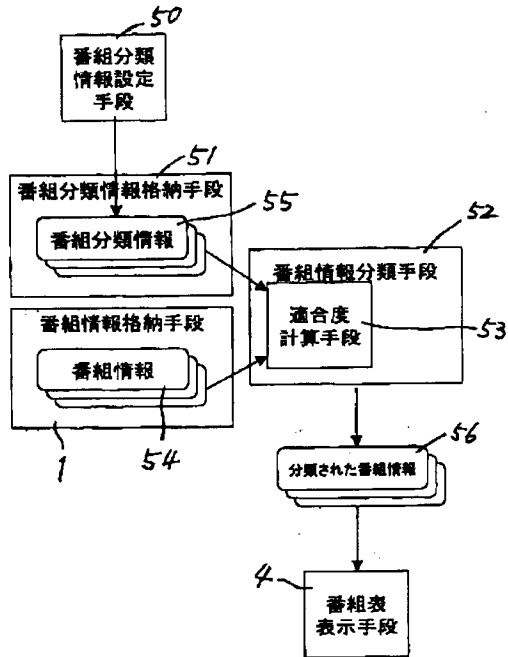 50
番組分類
情報設定
手段
51
番組分類情報格納手段
55
番組分類情報
52
番組情報分類手段
適合度
計算手段
53
番組情報格納手段
番組情報
1
54
56
分類された番組情報
4
番組表
表示手段